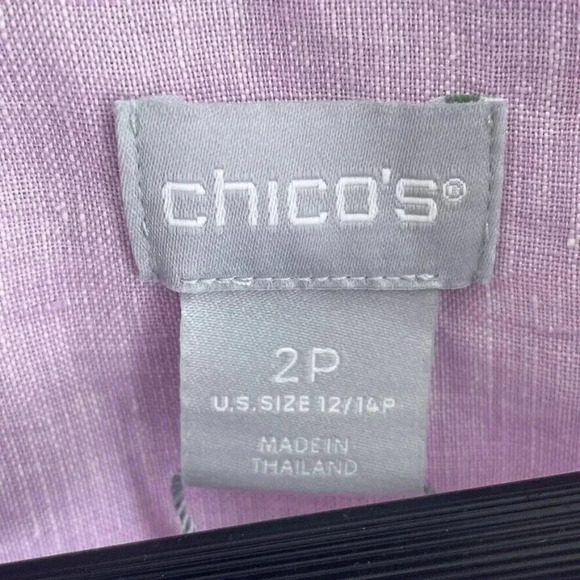 chico's®
2P
U.S. SIZE 12/14P
MADE IN
THAILAND